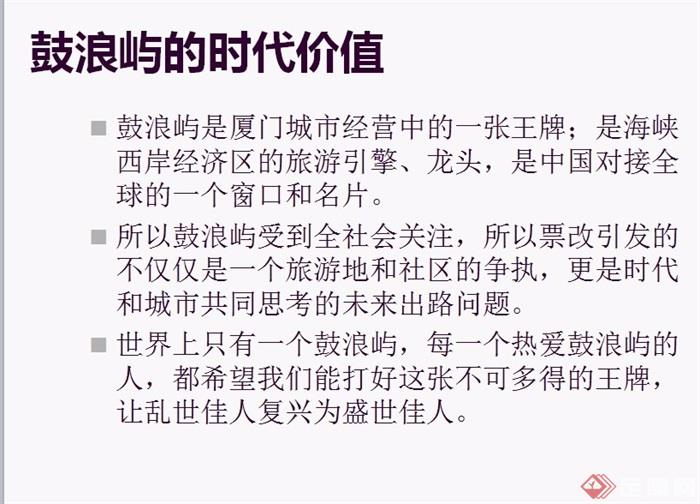 鼓浪屿的时代价值
鼓浪屿是厦门城市经营中的一张王牌；是海峡
西岸经济区的旅游引擎、龙头，是中国对接全
球的一个窗口和名片。
所以鼓浪屿受到全社会关注，所以票改引发的
不仅仅是一个旅游地和社区的争执，更是时代
和城市共同思考的未来出路问题。
世界上只有一个鼓浪屿，每一个热爱鼓浪屿的
人，都希望我们能打好这张不可多得的王牌，
让乱世佳人复兴为盛世佳人。